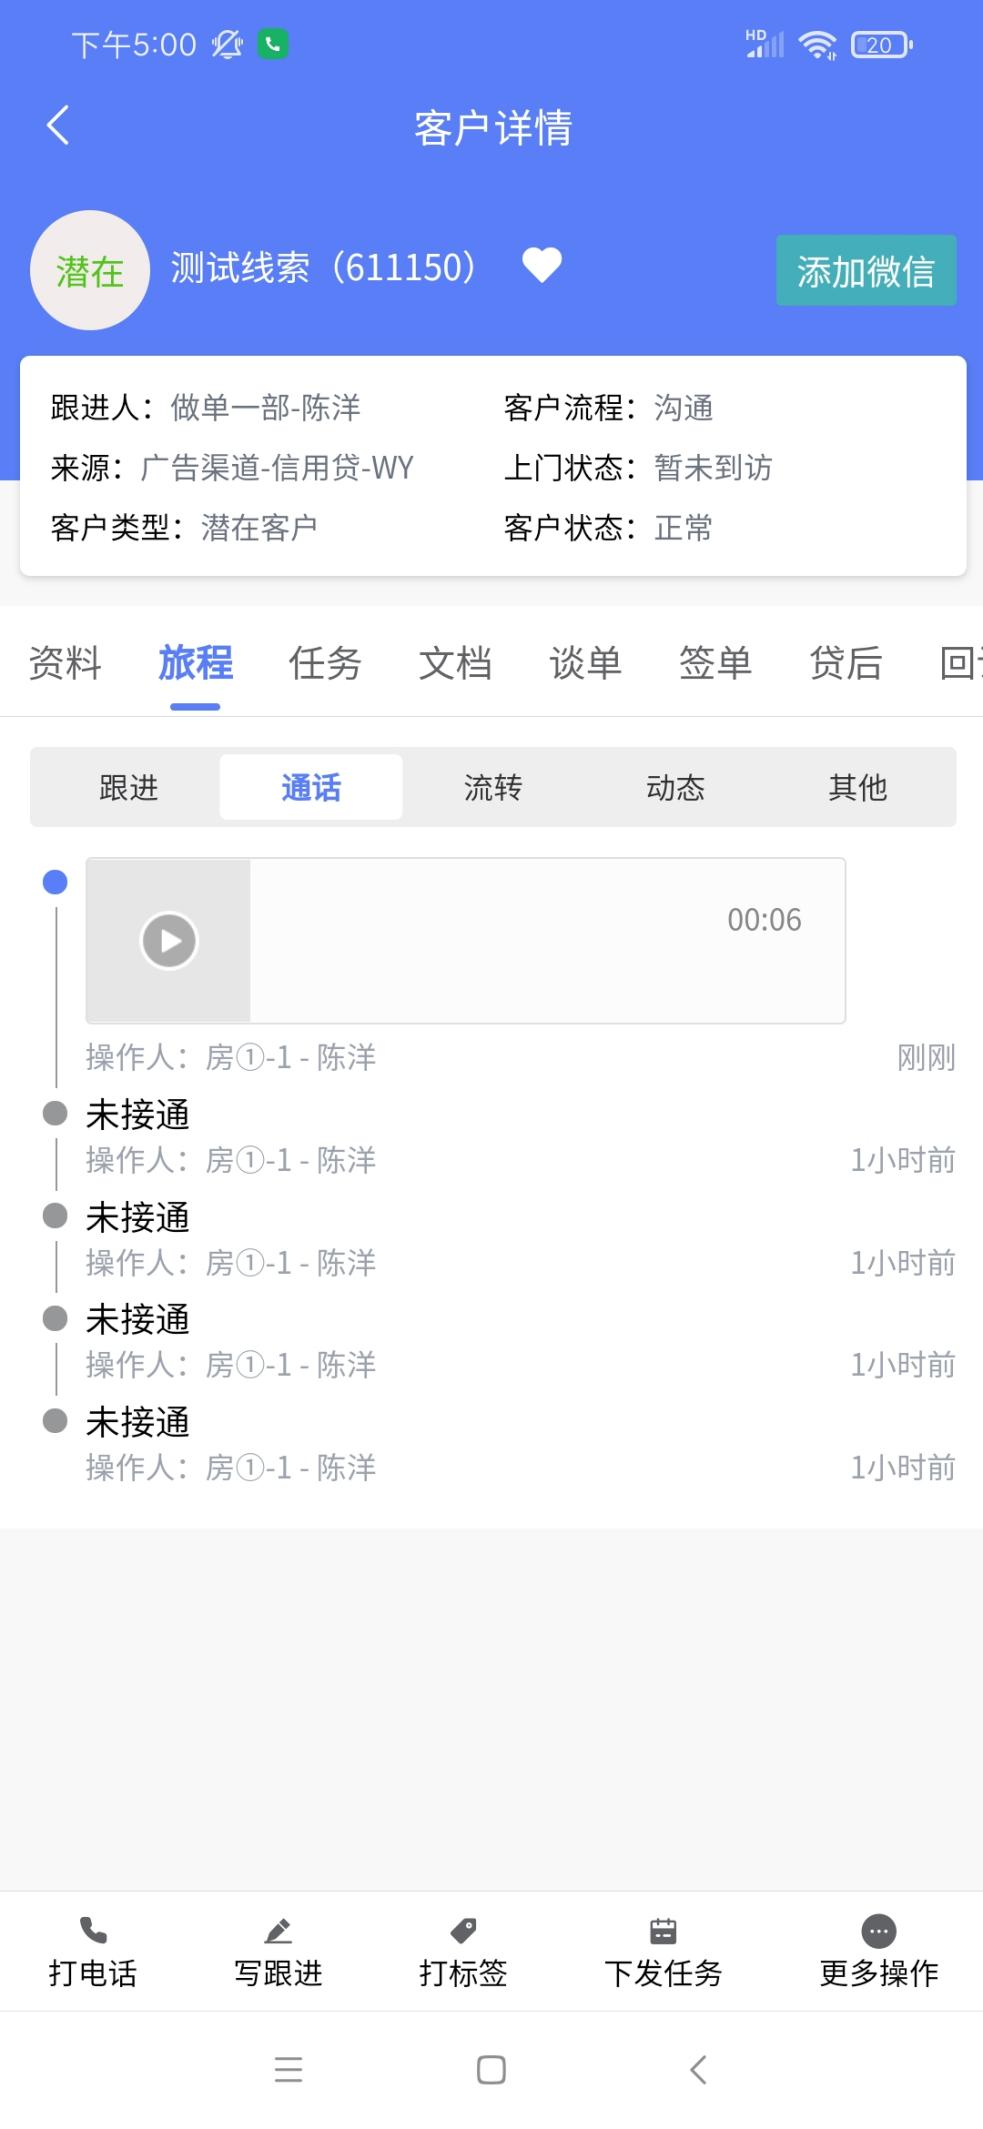 下午5:00 HD 20
客户详情
潜在 测试线索（611150） 添加微信
跟进人：做单一部-陈洋 客户流程：沟通
来源：广告渠道-信用贷-WY 上门状态：暂未到访
客户类型：潜在客户 客户状态：正常
资料 旅程 任务 文档 谈单 签单 贷后 回
跟进 通话 流转 动态 其他
00:06
操作人：房①-1 - 陈洋 刚刚
未接通
操作人：房①-1 - 陈洋 1小时前
未接通
操作人：房①-1 - 陈洋 1小时前
未接通
操作人：房①-1 - 陈洋 1小时前
未接通
操作人：房①-1 - 陈洋 1小时前
打电话 写跟进 打标签 下发任务 更多操作